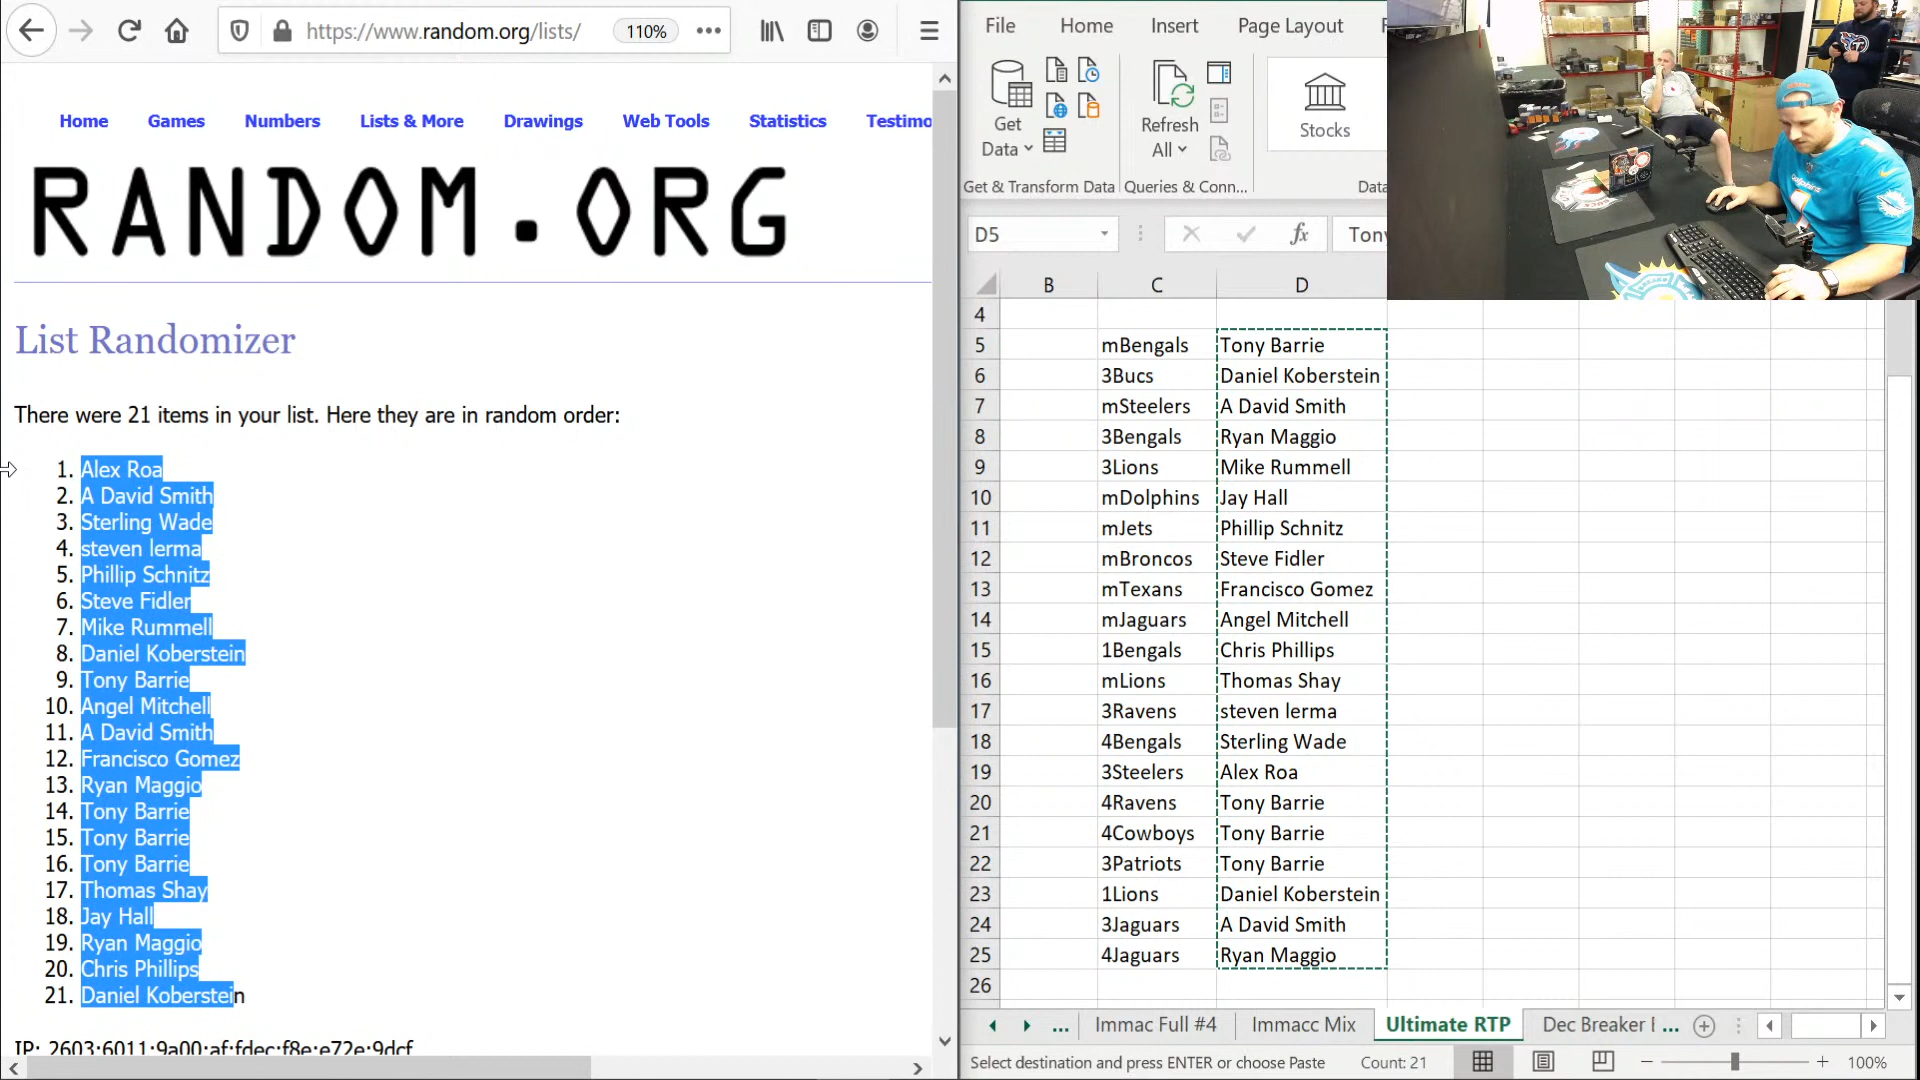 https://www.random.org/lists/
110%
Home Games Numbers Lists & More Drawings Web Tools Statistics Testimo
RANDOM.ORG
List Randomizer
There were 21 items in your list. Here they are in random order:
1. Alex Roa
2. A David Smith
3. Sterling Wade
4. steven lerma
5. Phillip Schnitz
6. Steve Fidler
7. Mike Rummell
8. Daniel Koberstein
9. Tony Barrie
10. Angel Mitchell
11. A David Smith
12. Francisco Gomez
13. Ryan Maggio
14. Tony Barrie
15. Tony Barrie
16. Tony Barrie
17. Thomas Shay
18. Jay Hall
19. Ryan Maggio
20. Chris Phillips
21. Daniel Koberstein
IP: 2603:6011:9a00:af:fdec:f8e:e72e:9dcf
File Home Insert Page Layout
Get
Data
Refresh
All
Stocks
Get & Transform Data Queries & Conn... Data
D5
fx
Tony
B C D
4
5 mBengals Tony Barrie
6 3Bucs Daniel Koberstein
7 mSteelers A David Smith
8 3Bengals Ryan Maggio
9 3Lions Mike Rummell
10 mDolphins Jay Hall
11 mJets Phillip Schnitz
12 mBroncos Steve Fidler
13 mTexans Francisco Gomez
14 mJaguars Angel Mitchell
15 1Bengals Chris Phillips
16 mLions Thomas Shay
17 3Ravens steven lerma
18 4Bengals Sterling Wade
19 3Steelers Alex Roa
20 4Ravens Tony Barrie
21 4Cowboys Tony Barrie
22 3Patriots Tony Barrie
23 1Lions Daniel Koberstein
24 3Jaguars A David Smith
25 4Jaguars Ryan Maggio
26
... Immac Full #4 Immacc Mix Ultimate RTP Dec Breaker ...
Select destination and press ENTER or choose Paste Count: 21 100%